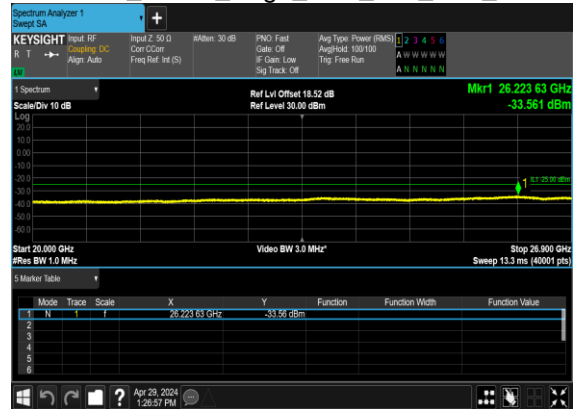 Spectrum Analyzer 1
Swept SA
KEYSIGHT
R T
LW
Input: RF
Coupling: DC
Align: Auto
Input Z: 50 Ω
Corr CCorr
Freq Ref: Int (S)
#Atten: 30 dB
PNO: Fast
Gate: Off
IF Gain: Low
Sig Track: Off
Avg Type: Power (RMS)
Avg|Hold: 100/100
Trig: Free Run
1 2 3 4 5 6
A W W W W W
A N N N N N
1 Spectrum
Scale/Div 10 dB
Ref Lvl Offset 18.52 dB
Ref Level 30.00 dBm
Mkr1 26.223 63 GHz
-33.561 dBm
Log
20.0
10.0
0.00
-10.0
-20.0
-30.0
-40.0
-50.0
-60.0
1
Start 20.000 GHz
#Res BW 1.0 MHz
Video BW 3.0 MHz*
Stop 26.900 GHz
Sweep 13.3 ms (40001 pts)
5 Marker Table
Mode Trace Scale X Y Function Function Width Function Value
1 N 1 f 26.223 63 GHz -33.56 dBm
2
3
4
5
6
?
Apr 29, 2024
1:26:57 PM